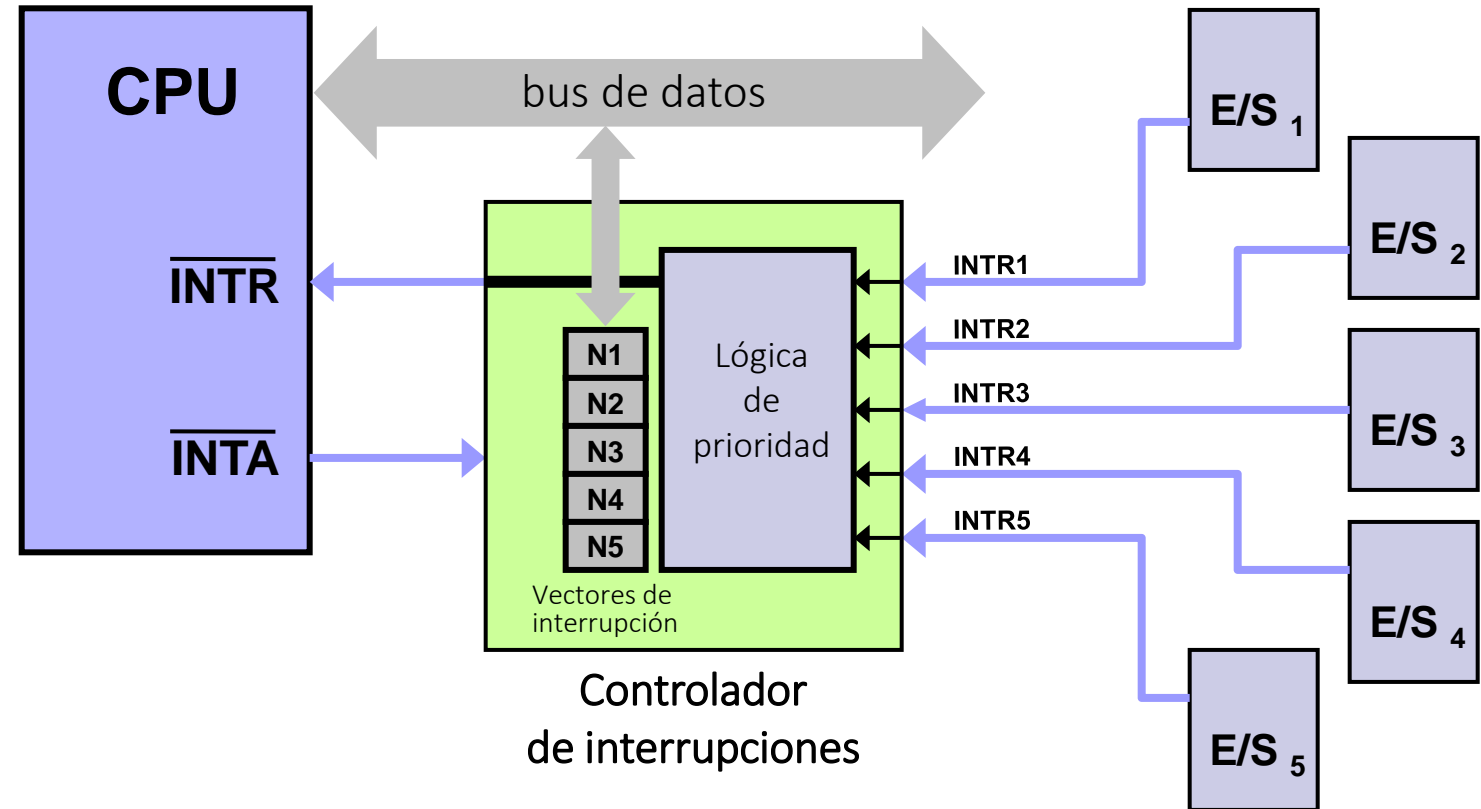 CPU
bus de datos
INTR
INTA
N1
N2
N3
N4
N5
Vectores de
interrupción
Lógica
de
prioridad
Controlador
de interrupciones
INTR1
INTR2
INTR3
INTR4
INTR5
E/S 1
E/S 2
E/S 3
E/S 4
E/S 5